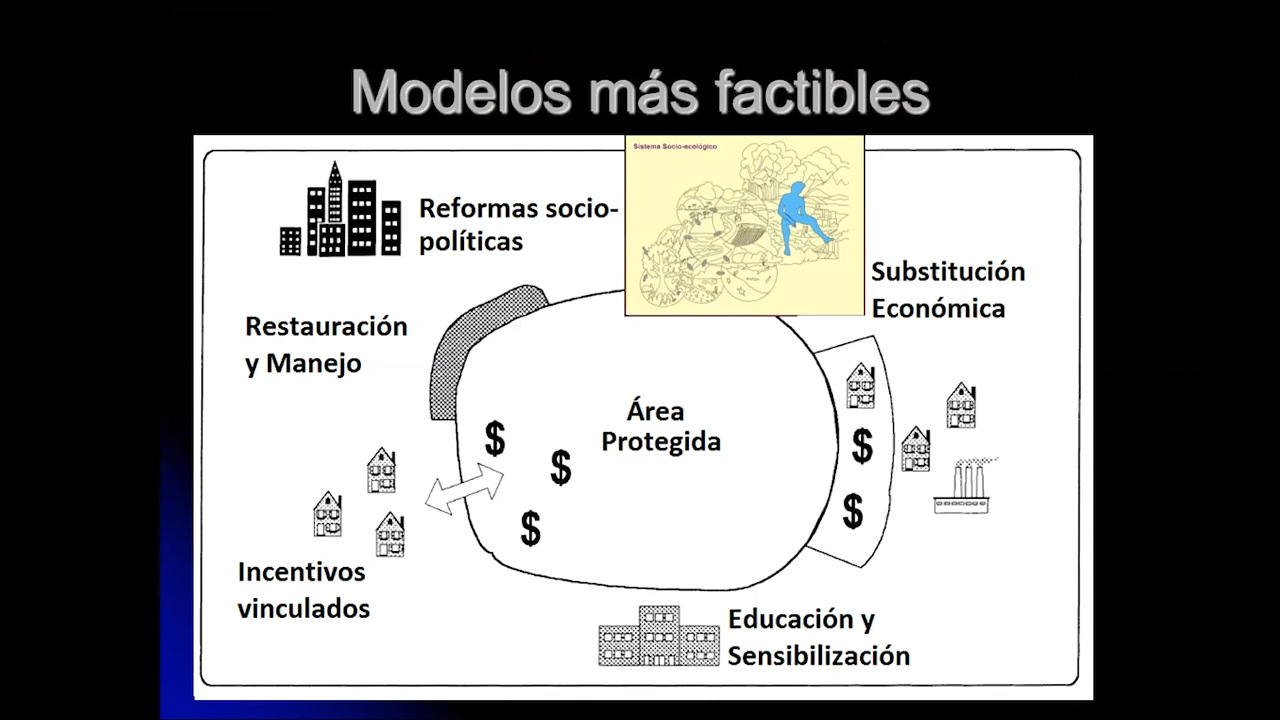 Modelos más factibles
Sistema Socio-ecológico
Reformas socio-
políticas
Substitución
Económica
Restauración
y Manejo
Área
Protegida
$
$
$
$
$
Incentivos
vinculados
Educación y
Sensibilización